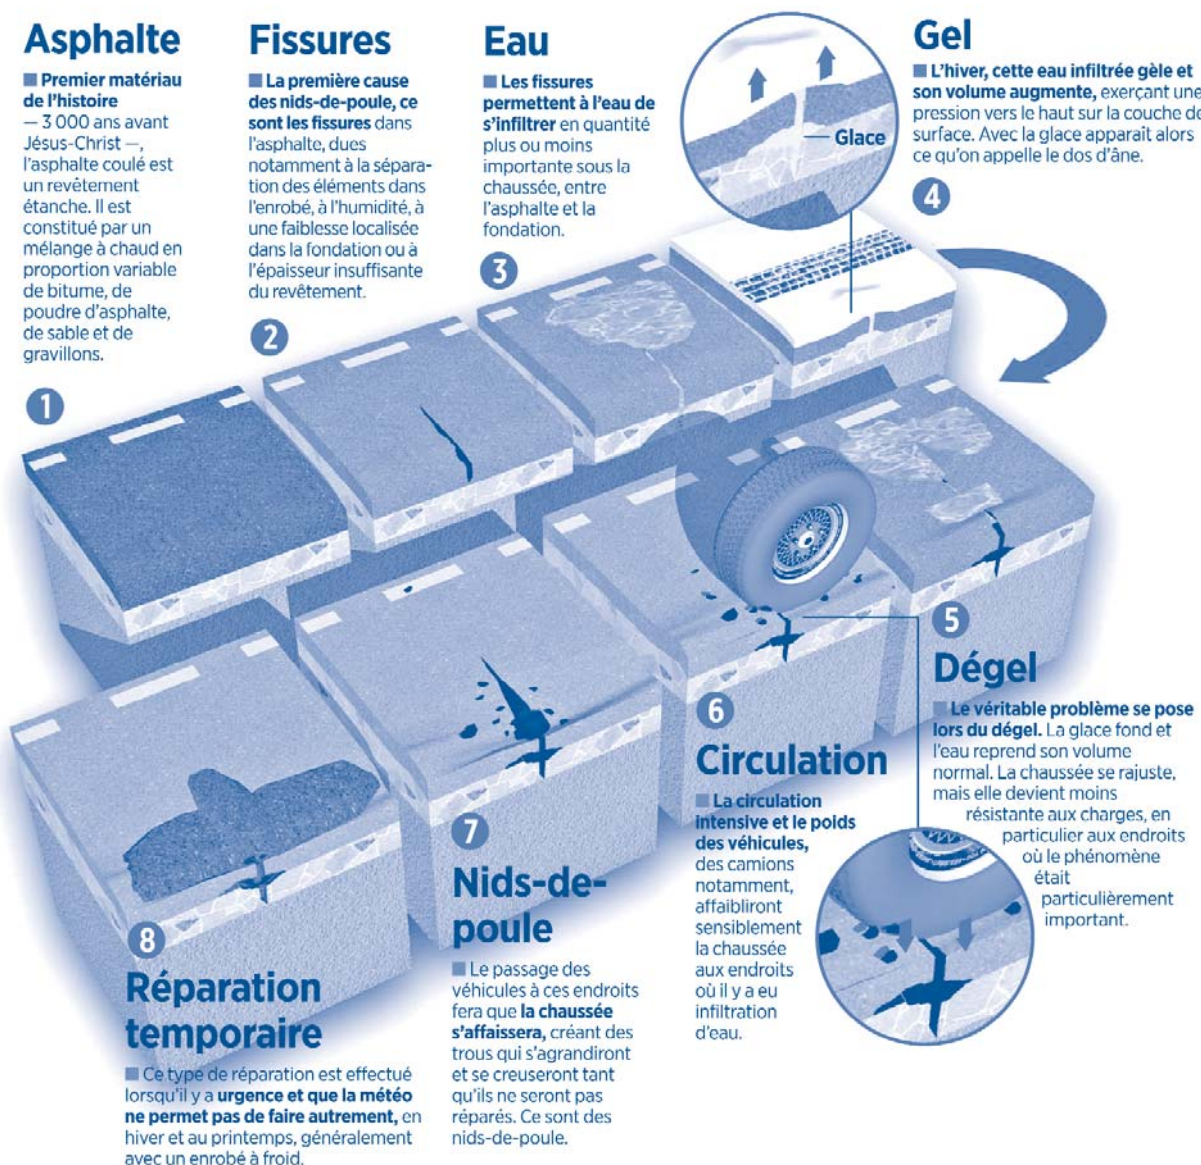 Asphalte
■ Premier matériau
de l'histoire
— 3 000 ans avant
Jésus-Christ —,
l'asphalte coulé est
un revêtement
étanche. Il est
constitué par un
mélange à chaud en
proportion variable
de bitume, de
poudre d'asphalte,
de sable et de
gravillons.
1
Fissures
■ La première cause
des nids-de-poule, ce
sont les fissures dans
l'asphalte, dues
notamment à la sépara-
tion des éléments dans
l'enrobé, à l'humidité, à
une faiblesse localisée
dans la fondation ou à
l'épaisseur insuffisante
du revêtement.
2
Eau
■ Les fissures
permettent à l'eau de
s'infiltrer en quantité
plus ou moins
importante sous la
chaussée, entre
l'asphalte et la
fondation.
3
Glace
Gel
■ L'hiver, cette eau infiltrée gèle et
son volume augmente, exerçant une
pression vers le haut sur la couche de
surface. Avec la glace apparaît alors
ce qu'on appelle le dos d'âne.
4
5
Dégel
■ Le véritable problème se pose
lors du dégel. La glace fond et
l'eau reprend son volume
normal. La chaussée se rajuste,
mais elle devient moins
résistante aux charges, en
particulier aux endroits
où le phénomène
était
particulièrement
important.
6
Circulation
■ La circulation
intensive et le poids
des véhicules,
des camions
notamment,
affaibliront
sensiblement
la chaussée
aux endroits
où il y a eu
infiltration
d'eau.
7
Nids-de-
poule
■ Le passage des
véhicules à ces endroits
fera que la chaussée
s'affaissera, créant des
trous qui s'agrandiront
et se creuseront tant
qu'ils ne seront pas
réparés. Ce sont des
nids-de-poule.
8
Réparation
temporaire
■ Ce type de réparation est effectué
lorsqu'il y a urgence et que la météo
ne permet pas de faire autrement, en
hiver et au printemps, généralement
avec un enrobé à froid.